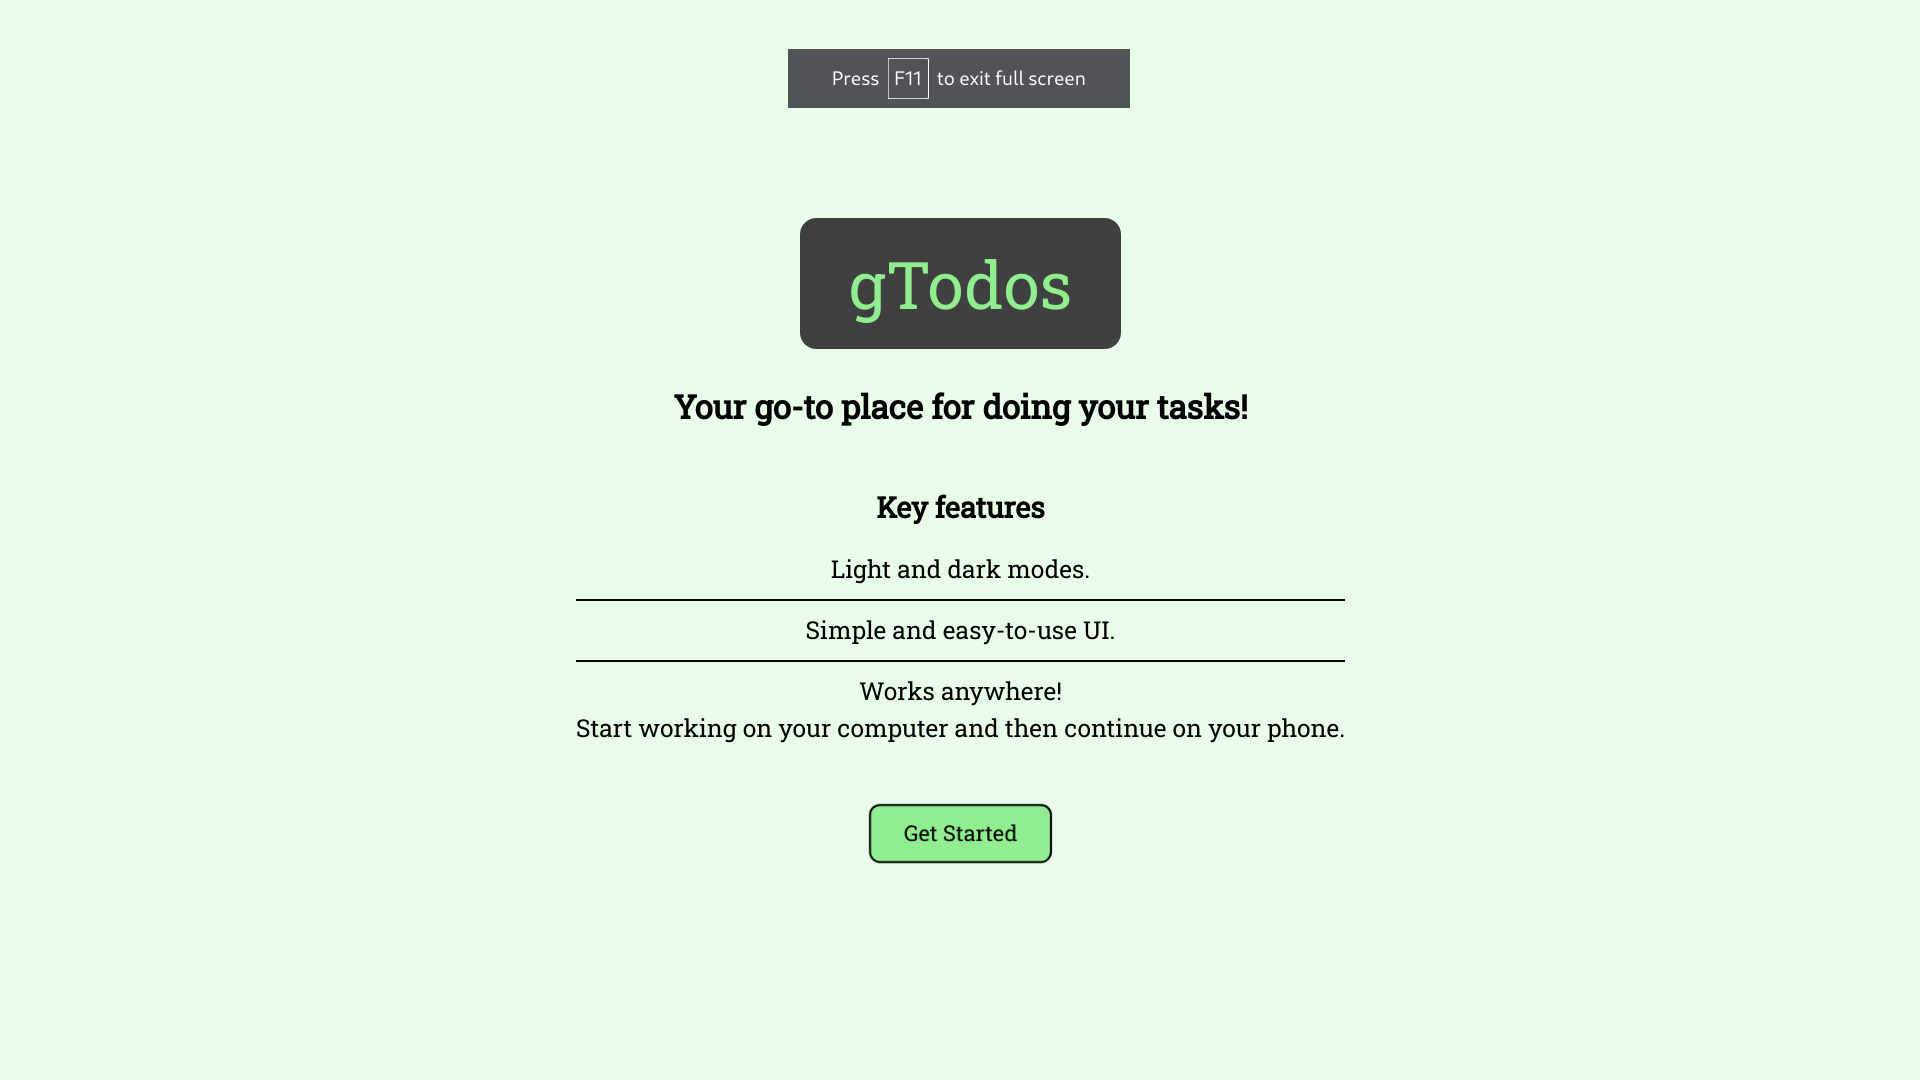 Press F11 to exit full screen
gTodos
Your go-to place for doing your tasks!
Key features
Light and dark modes.
Simple and easy-to-use UI.
Works anywhere!
Start working on your computer and then continue on your phone.
Get Started